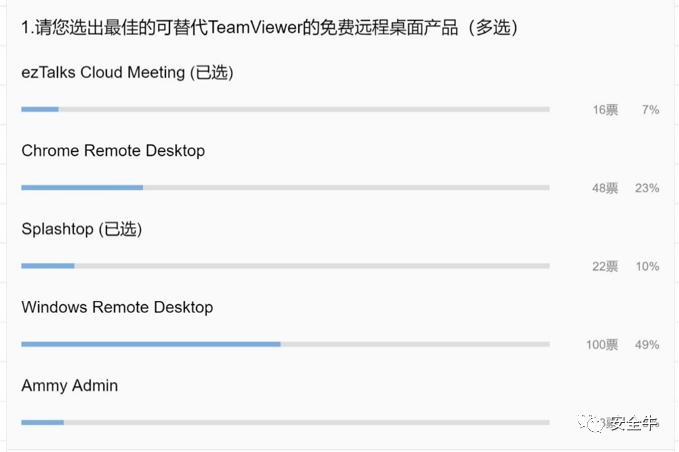 1.请您选出最佳的可替代TeamViewer的免费远程桌面产品（多选）
ezTalks Cloud Meeting (已选)
16票 7%
Chrome Remote Desktop
48票 23%
Splashtop (已选)
22票 10%
Windows Remote Desktop
100票 49%
Ammy Admin
安全牛